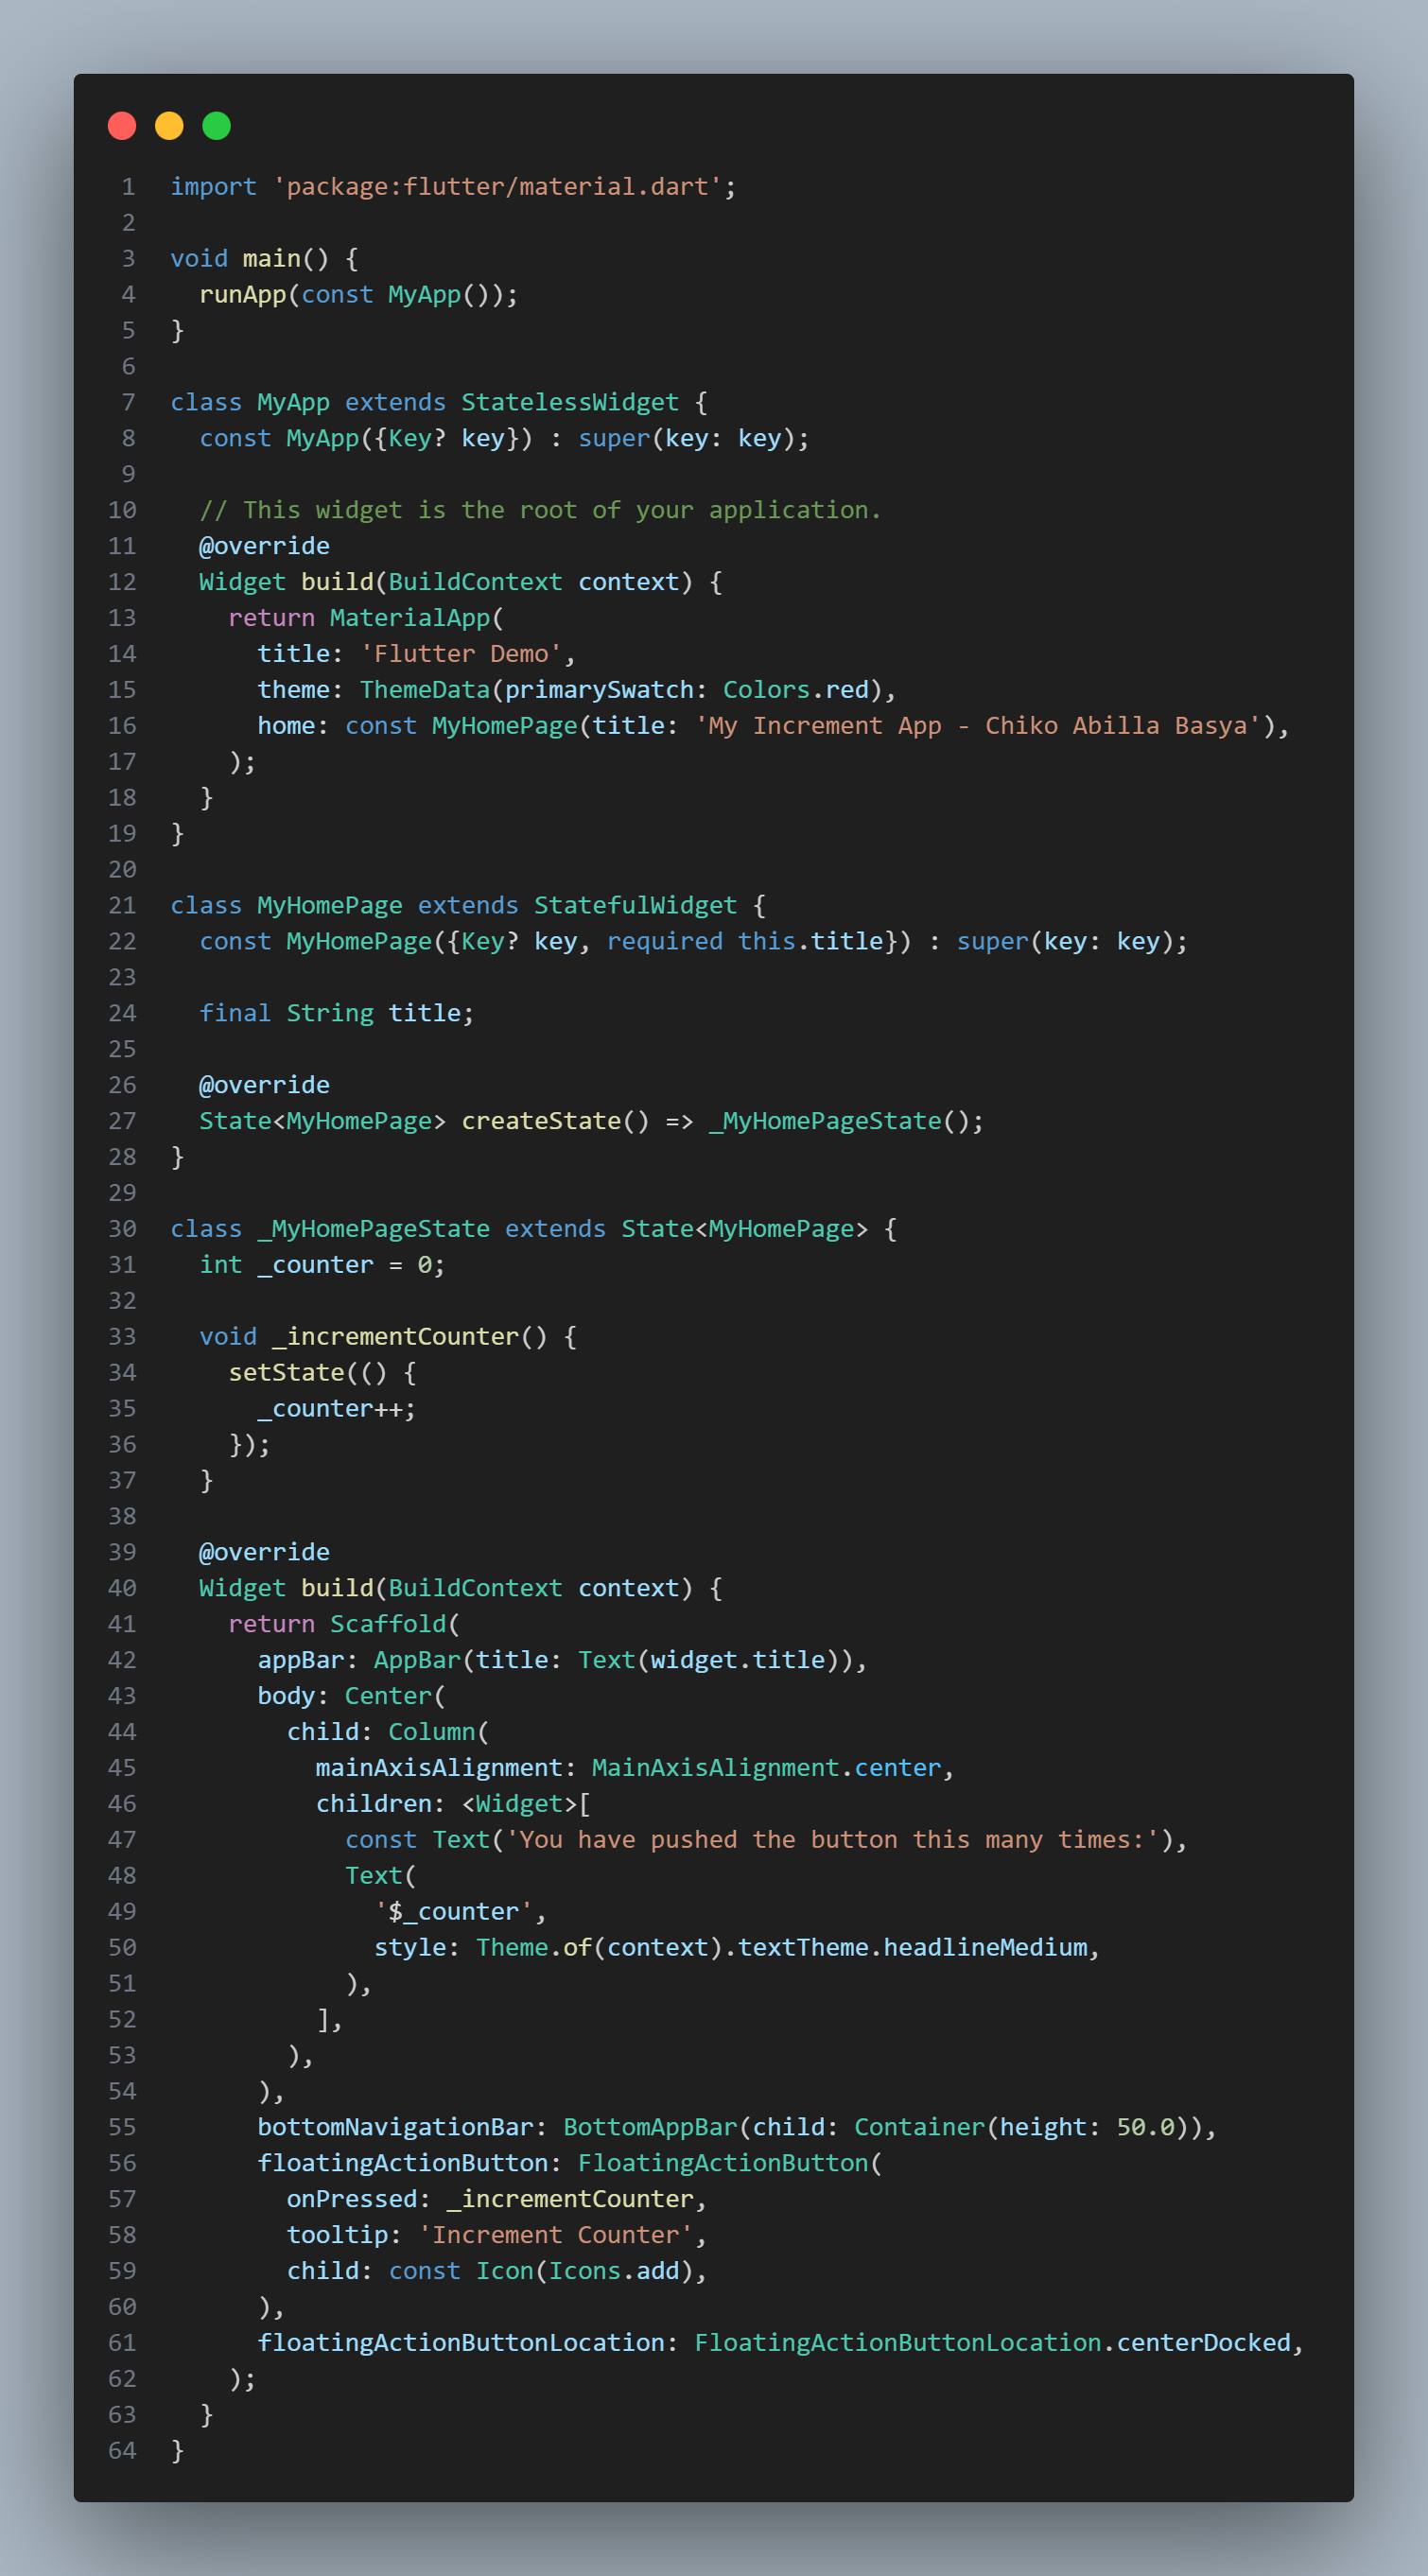 1 import 'package:flutter/material.dart';
2
3 void main() {
4   runApp(const MyApp());
5 }
6
7 class MyApp extends StatelessWidget {
8   const MyApp({Key? key}) : super(key: key);
9
10   // This widget is the root of your application.
11   @override
12   Widget build(BuildContext context) {
13     return MaterialApp(
14       title: 'Flutter Demo',
15       theme: ThemeData(primarySwatch: Colors.red),
16       home: const MyHomePage(title: 'My Increment App - Chiko Abilla Basya'),
17     );
18   }
19 }
20
21 class MyHomePage extends StatefulWidget {
22   const MyHomePage({Key? key, required this.title}) : super(key: key);
23
24   final String title;
25
26   @override
27   State<MyHomePage> createState() => _MyHomePageState();
28 }
29
30 class _MyHomePageState extends State<MyHomePage> {
31   int _counter = 0;
32
33   void _incrementCounter() {
34     setState(() {
35       _counter++;
36     });
37   }
38
39   @override
40   Widget build(BuildContext context) {
41     return Scaffold(
42       appBar: AppBar(title: Text(widget.title)),
43       body: Center(
44         child: Column(
45           mainAxisAlignment: MainAxisAlignment.center,
46           children: <Widget>[
47             const Text('You have pushed the button this many times:'),
48             Text(
49               '$_counter',
50               style: Theme.of(context).textTheme.headlineMedium,
51             ),
52           ],
53         ),
54       ),
55       bottomNavigationBar: BottomAppBar(child: Container(height: 50.0)),
56       floatingActionButton: FloatingActionButton(
57         onPressed: _incrementCounter,
58         tooltip: 'Increment Counter',
59         child: const Icon(Icons.add),
60       ),
61       floatingActionButtonLocation: FloatingActionButtonLocation.centerDocked,
62     );
63   }
64 }